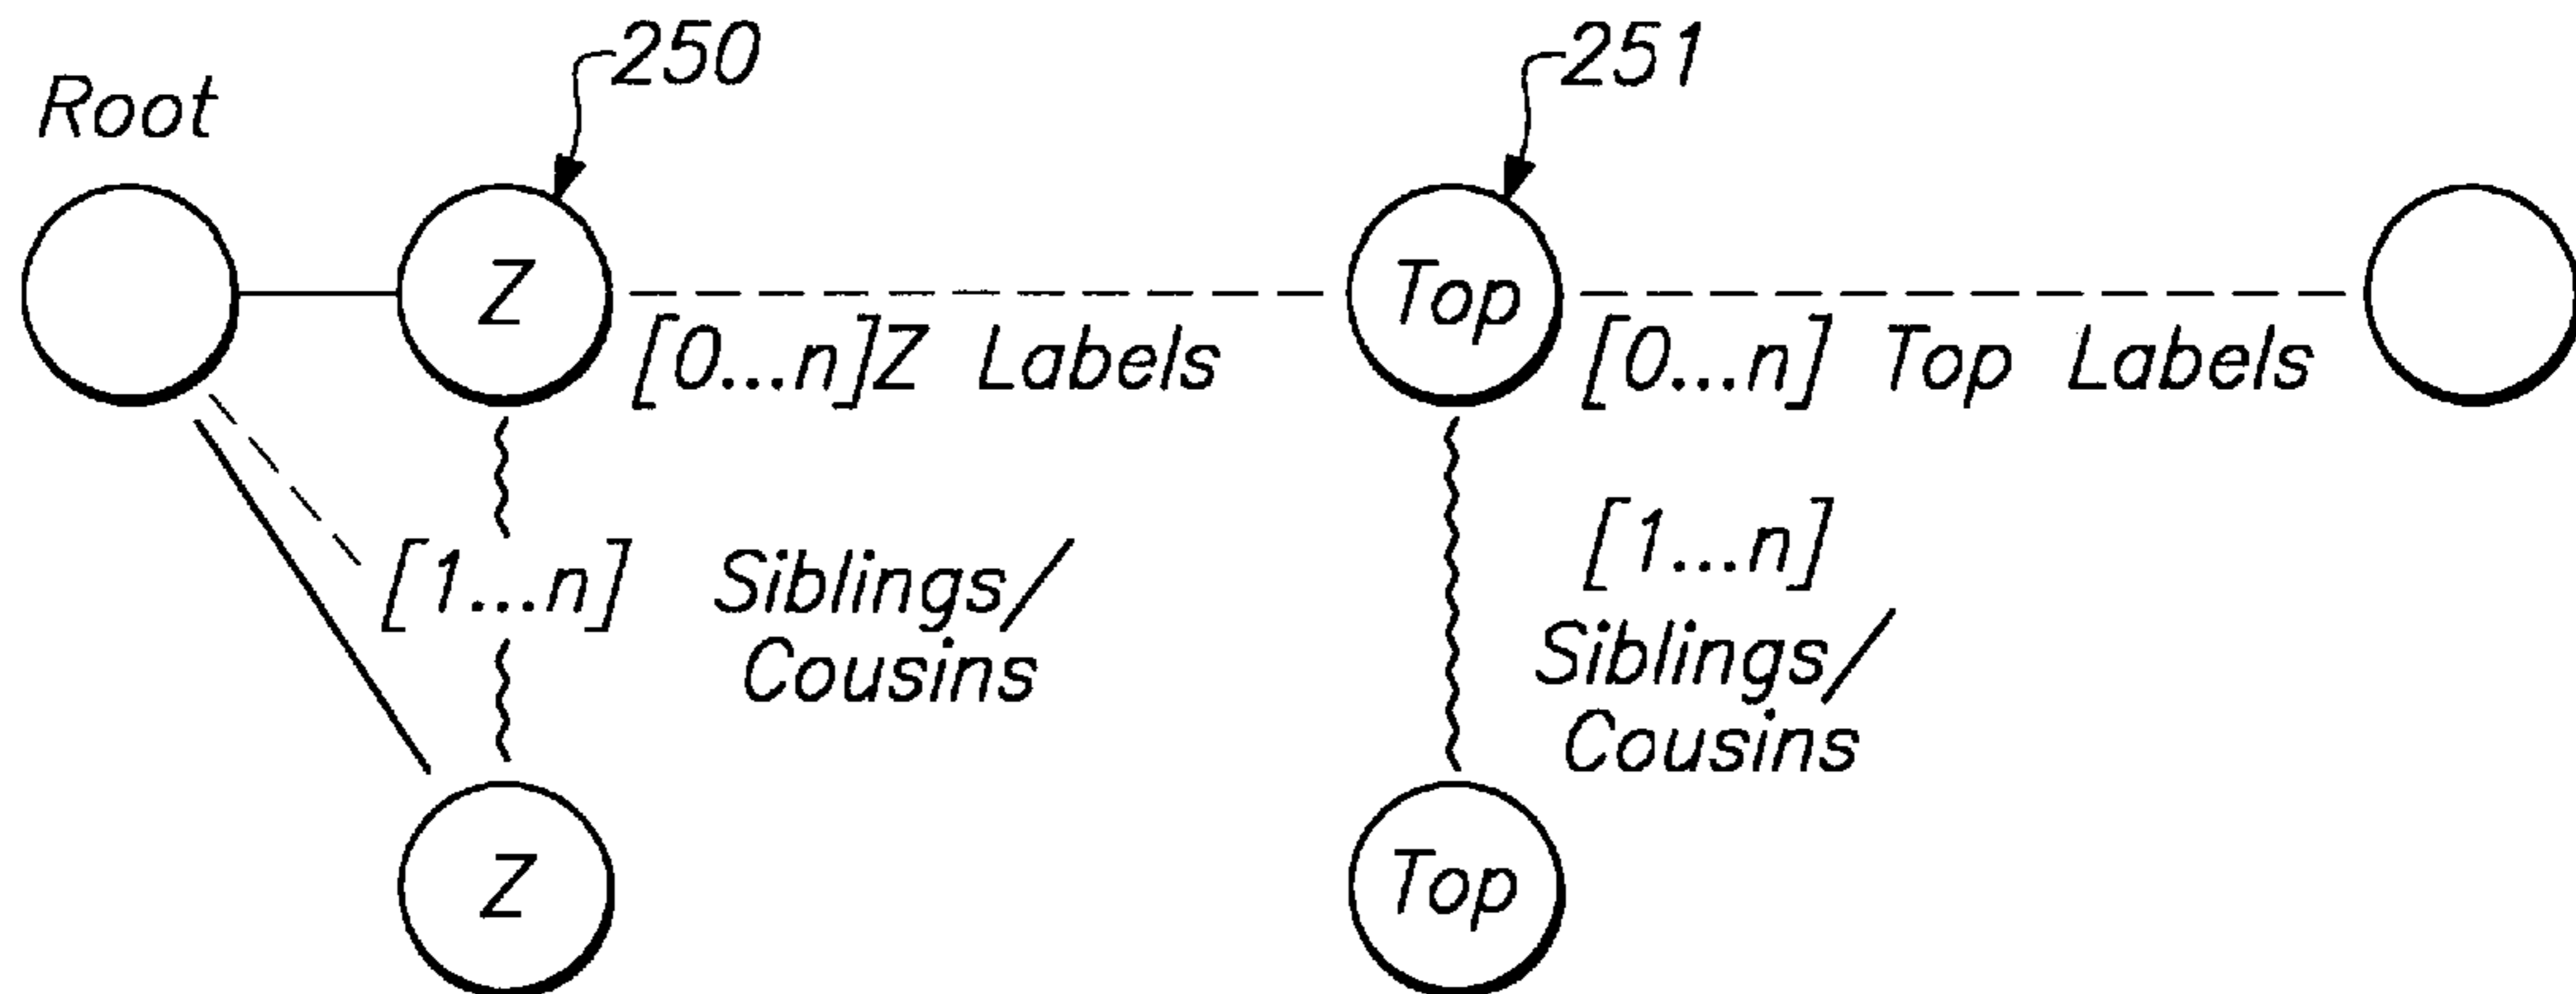 250
251
Root
Z
Top
[0...n]Z Labels
[0...n] Top Labels
[1...n]
Siblings/
Cousins
[1...n]
Siblings/
Cousins
Z
Top